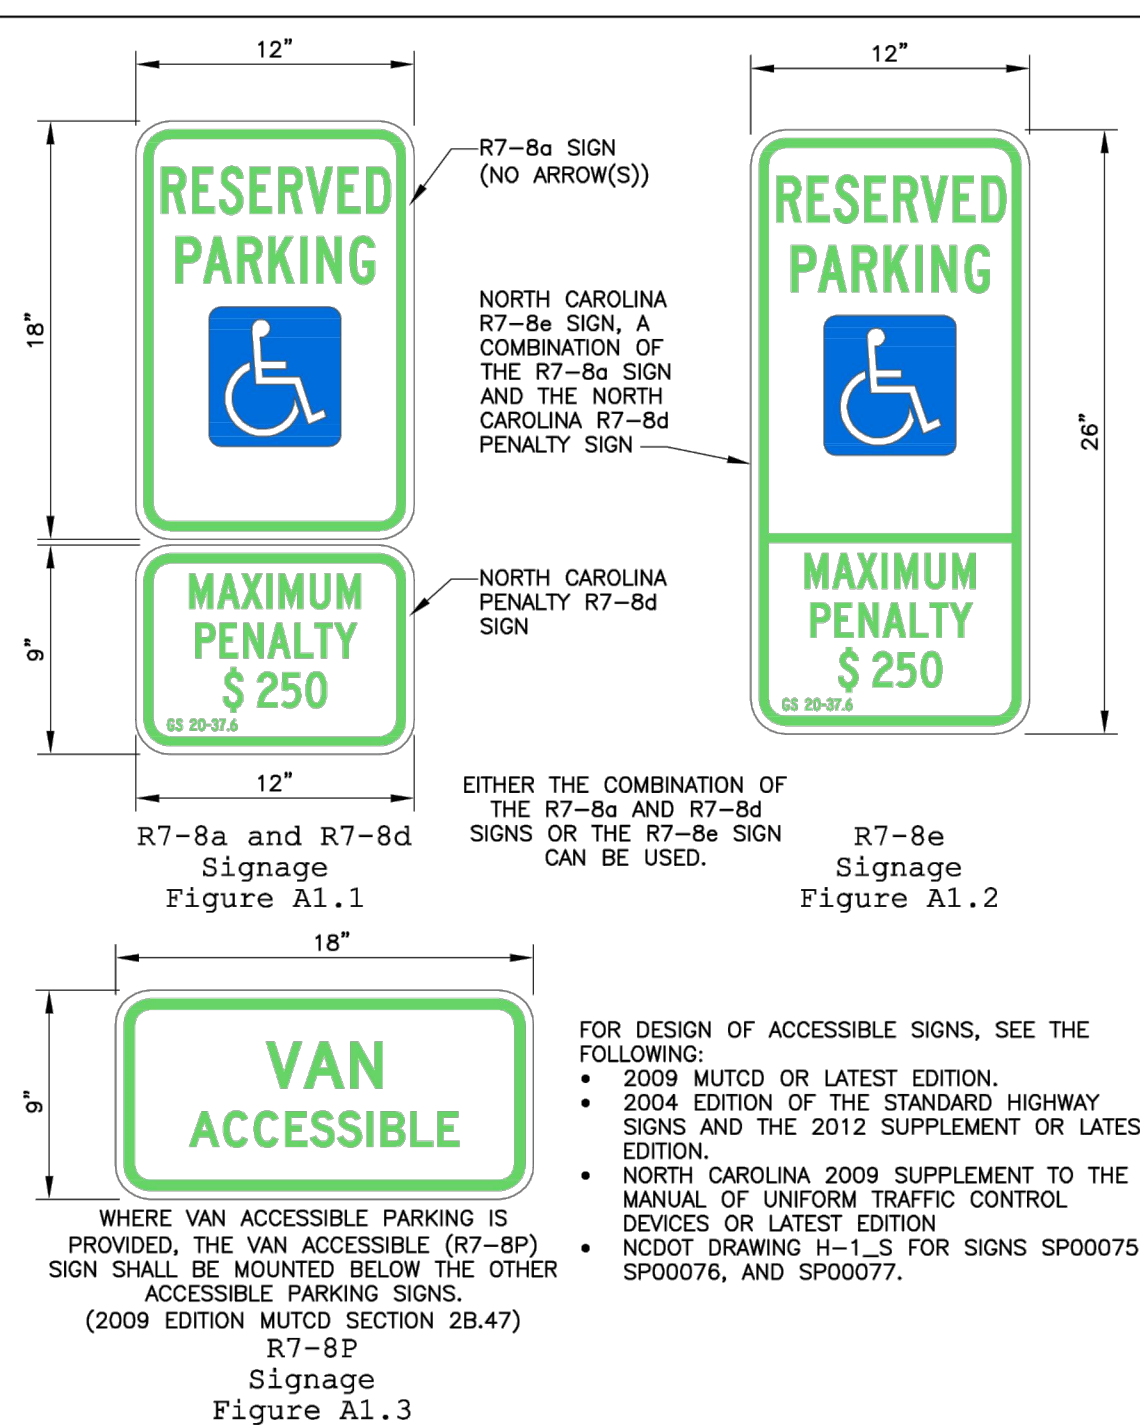 12"
18"
RESERVED
PARKING
R7-8a SIGN
(NO ARROW(S))
9"
MAXIMUM
PENALTY
$ 250
GS 20-37.6
NORTH CAROLINA
PENALTY R7-8d
SIGN
12"
R7-8a and R7-8d
Signage
Figure A1.1
NORTH CAROLINA
R7-8e SIGN, A
COMBINATION OF
THE R7-8a SIGN
AND THE NORTH
CAROLINA R7-8d
PENALTY SIGN
12"
26"
RESERVED
PARKING
MAXIMUM
PENALTY
$ 250
GS 20-37.6
EITHER THE COMBINATION OF
THE R7-8a AND R7-8d
SIGNS OR THE R7-8e SIGN
CAN BE USED.
R7-8e
Signage
Figure A1.2
18"
9"
VAN
ACCESSIBLE
WHERE VAN ACCESSIBLE PARKING IS
PROVIDED, THE VAN ACCESSIBLE (R7-8P)
SIGN SHALL BE MOUNTED BELOW THE OTHER
ACCESSIBLE PARKING SIGNS.
(2009 EDITION MUTCD SECTION 2B.47)
R7-8P
Signage
Figure A1.3
FOR DESIGN OF ACCESSIBLE SIGNS, SEE THE
FOLLOWING:
• 2009 MUTCD OR LATEST EDITION.
• 2004 EDITION OF THE STANDARD HIGHWAY
SIGNS AND THE 2012 SUPPLEMENT OR LATES
EDITION.
• NORTH CAROLINA 2009 SUPPLEMENT TO THE
MANUAL OF UNIFORM TRAFFIC CONTROL
DEVICES OR LATEST EDITION
• NCDOT DRAWING H-1_S FOR SIGNS SP00075
SP00076, AND SP00077.